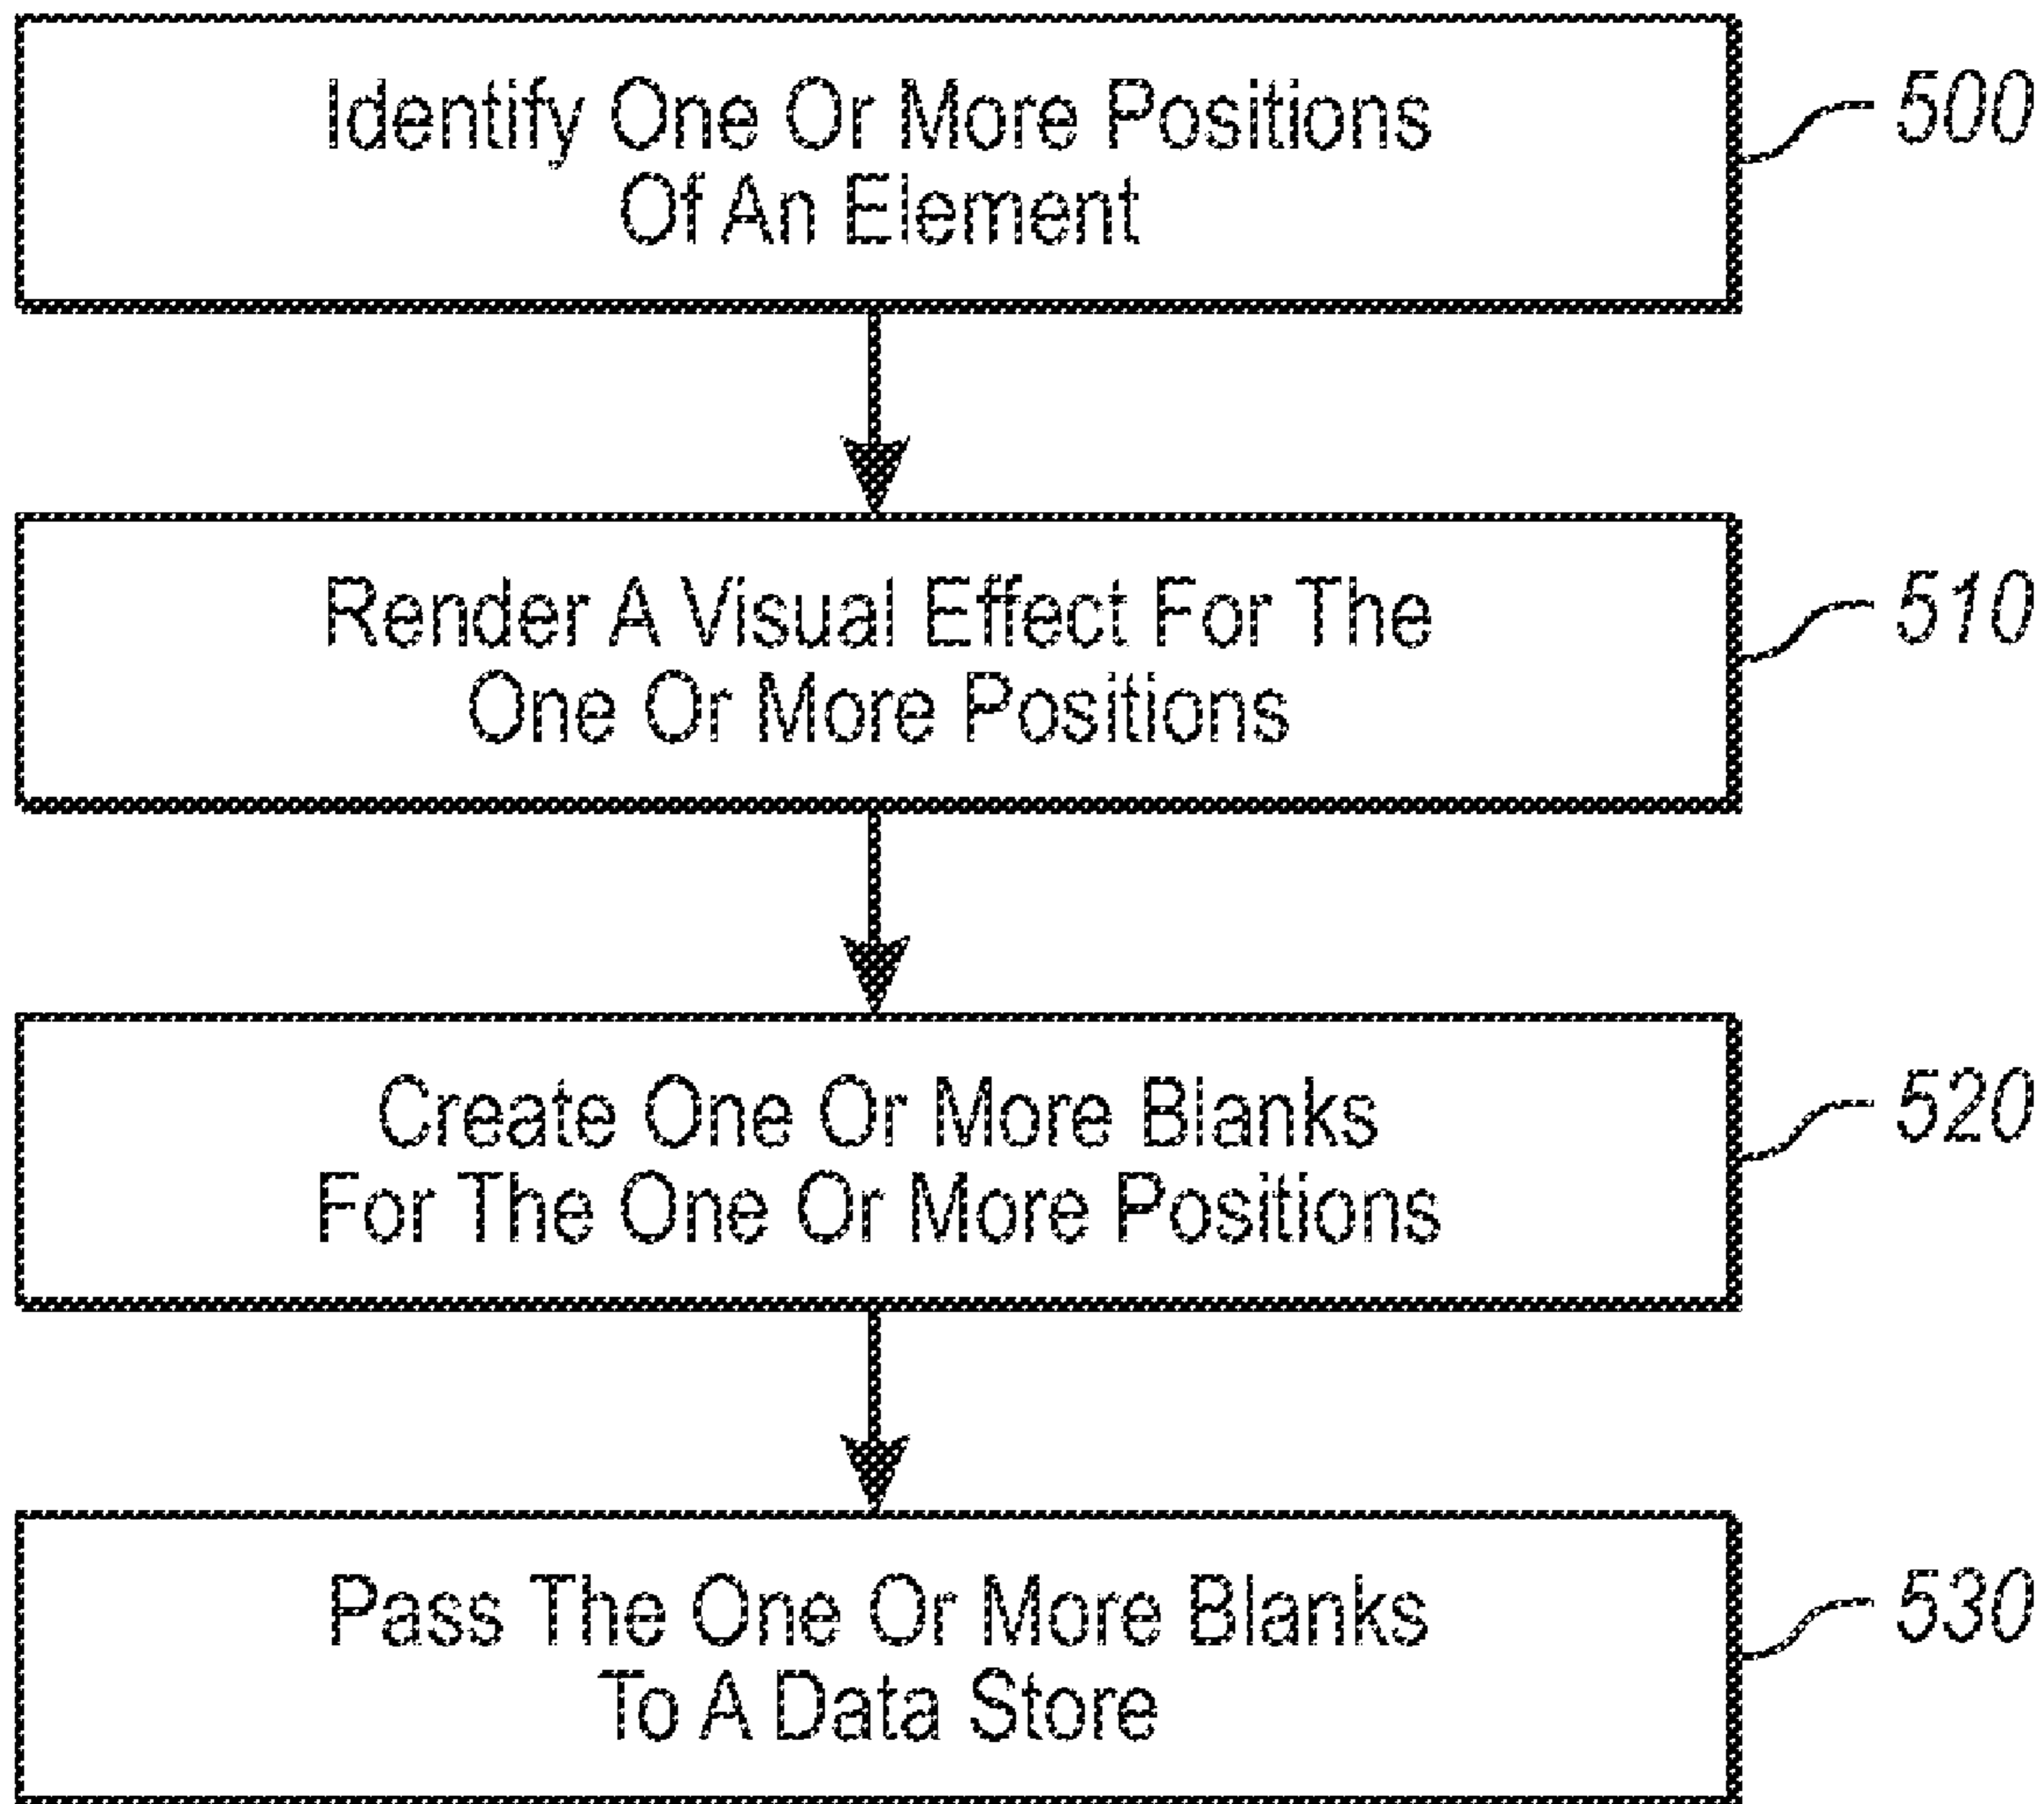 Identify One Or More Positions
Of An Element
500
Render A Visual Effect For The
One Or More Positions
510
Create One Or More Blanks
For The One Or More Positions
520
Pass The One Or More Blanks
To A Data Store
530